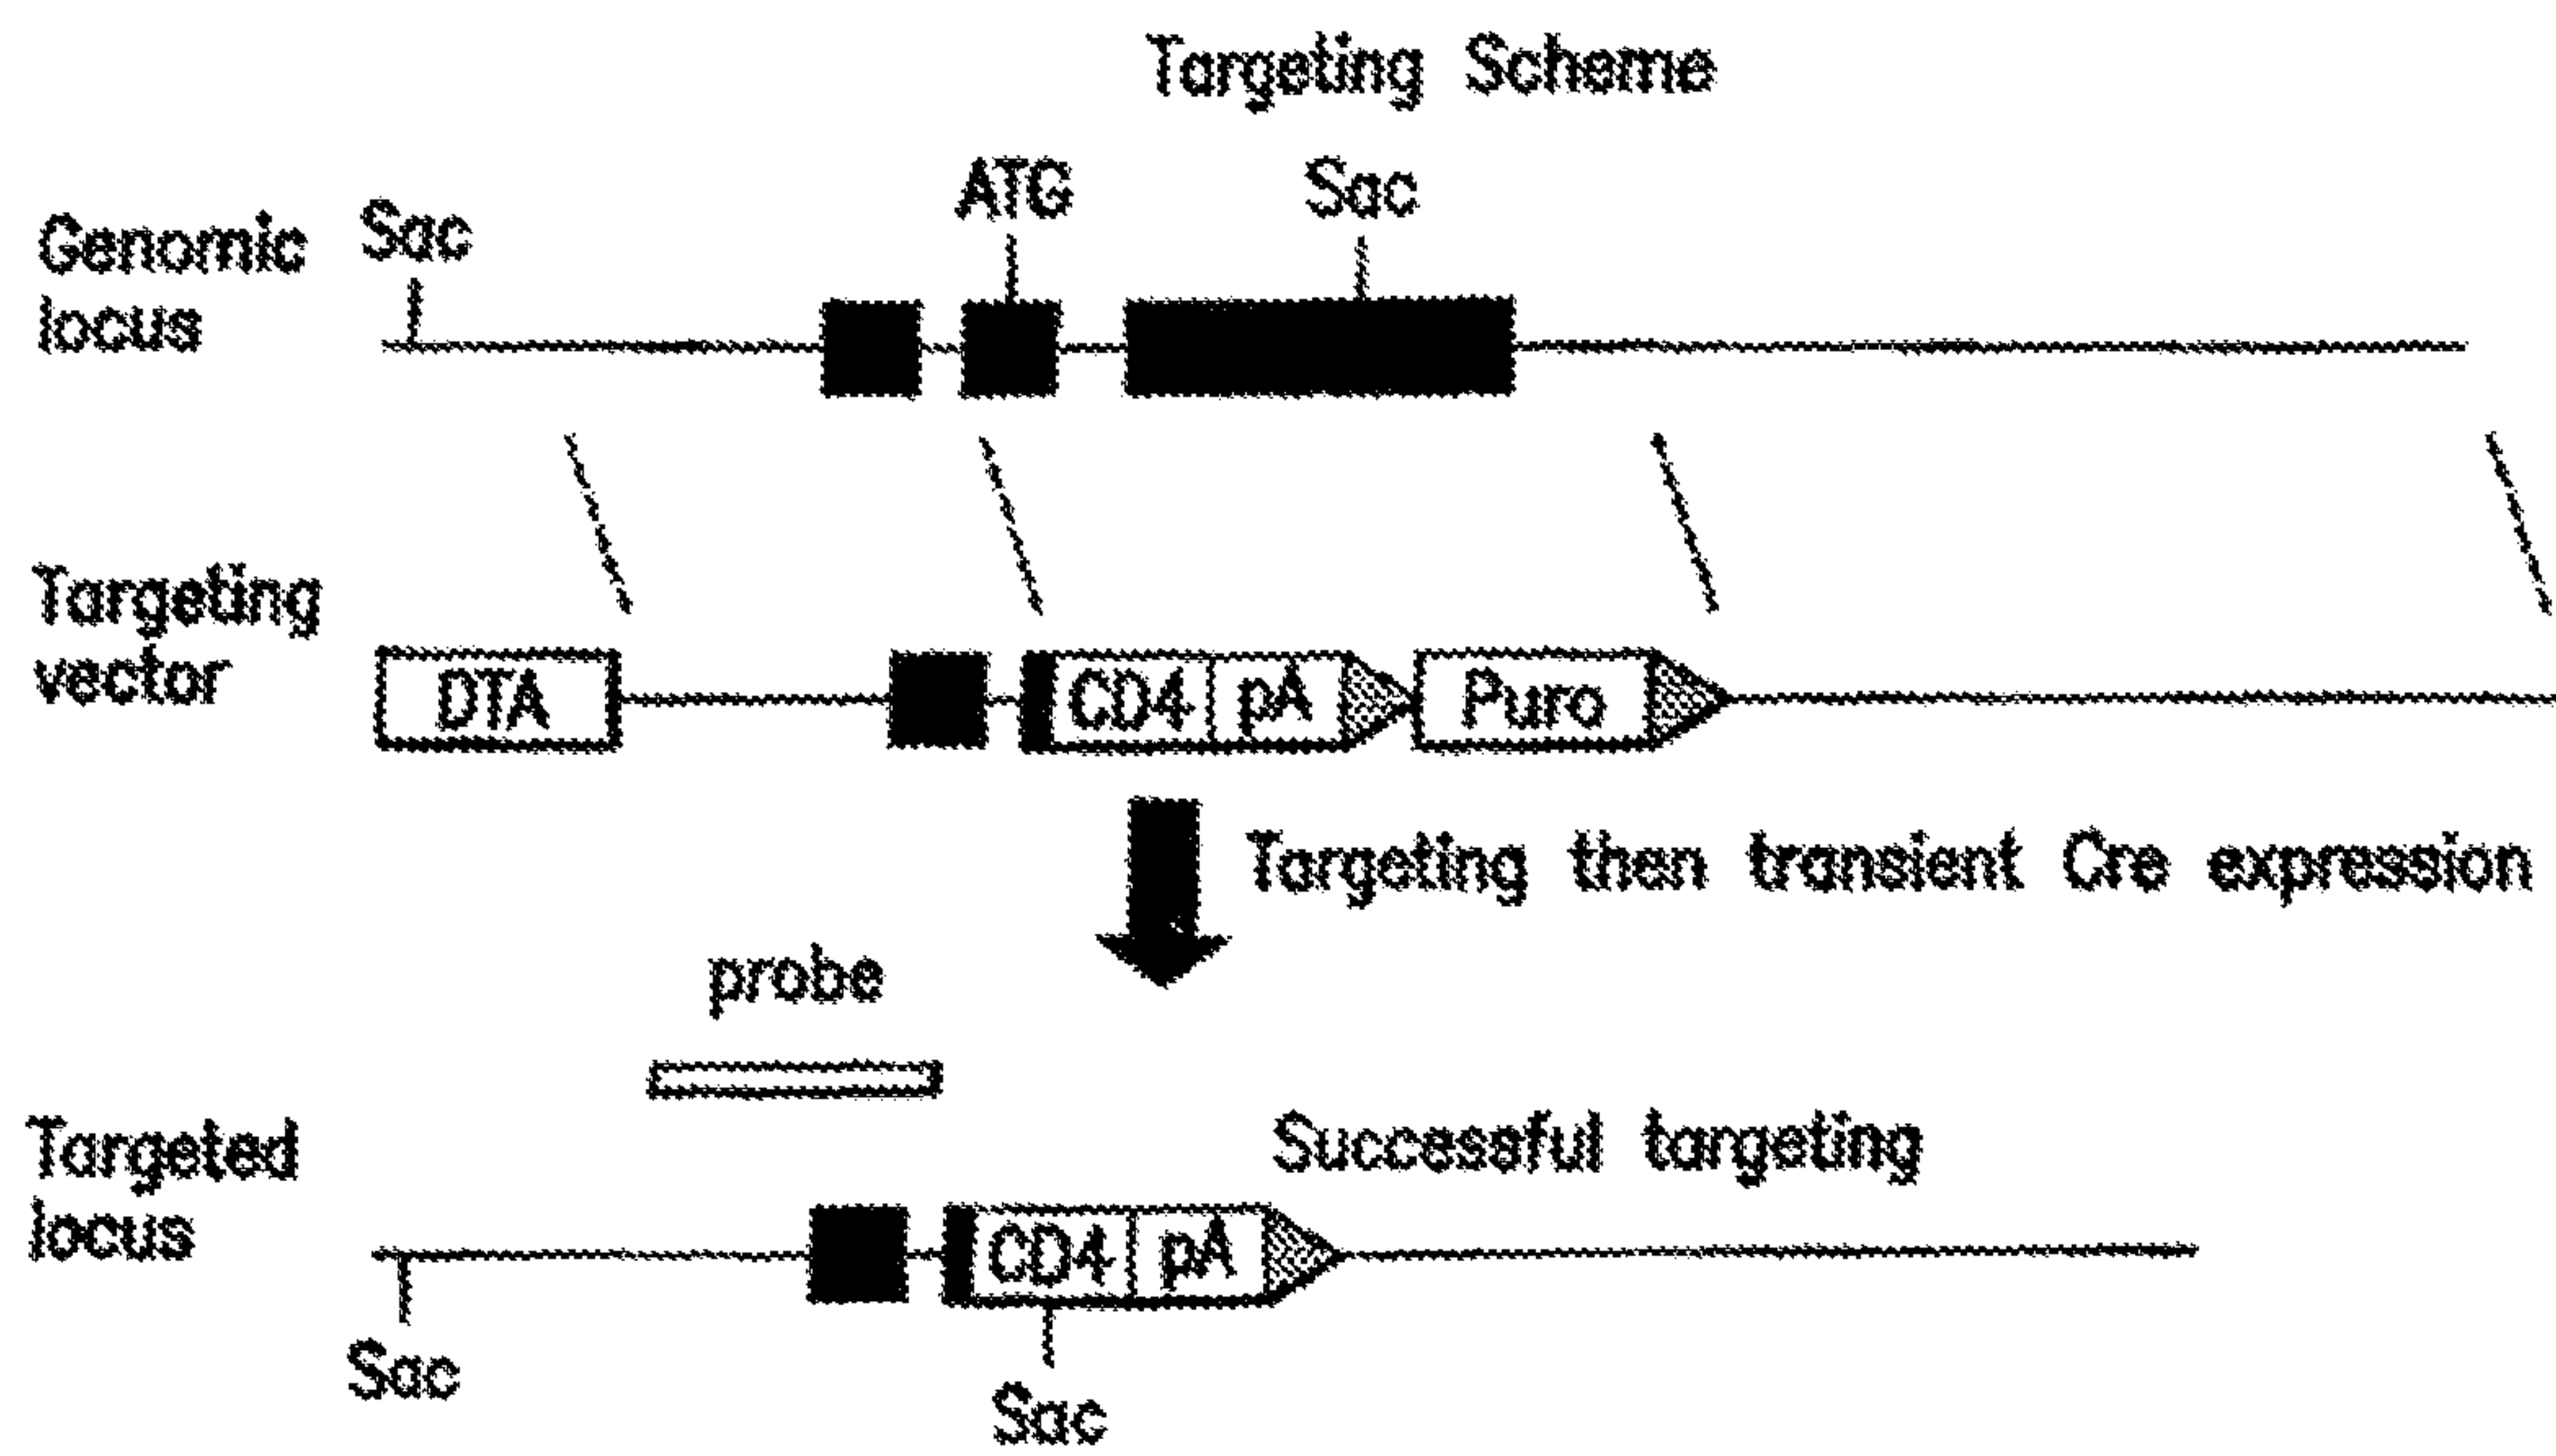 Targeting Scheme
ATG
Sac
Genomic Sac
locus
Targeting
vector
DTA
CD4 pA
Puro
Targeting then transient Cre expression
probe
Targeted
locus
Successful targeting
CD4 pA
Sac
Sac